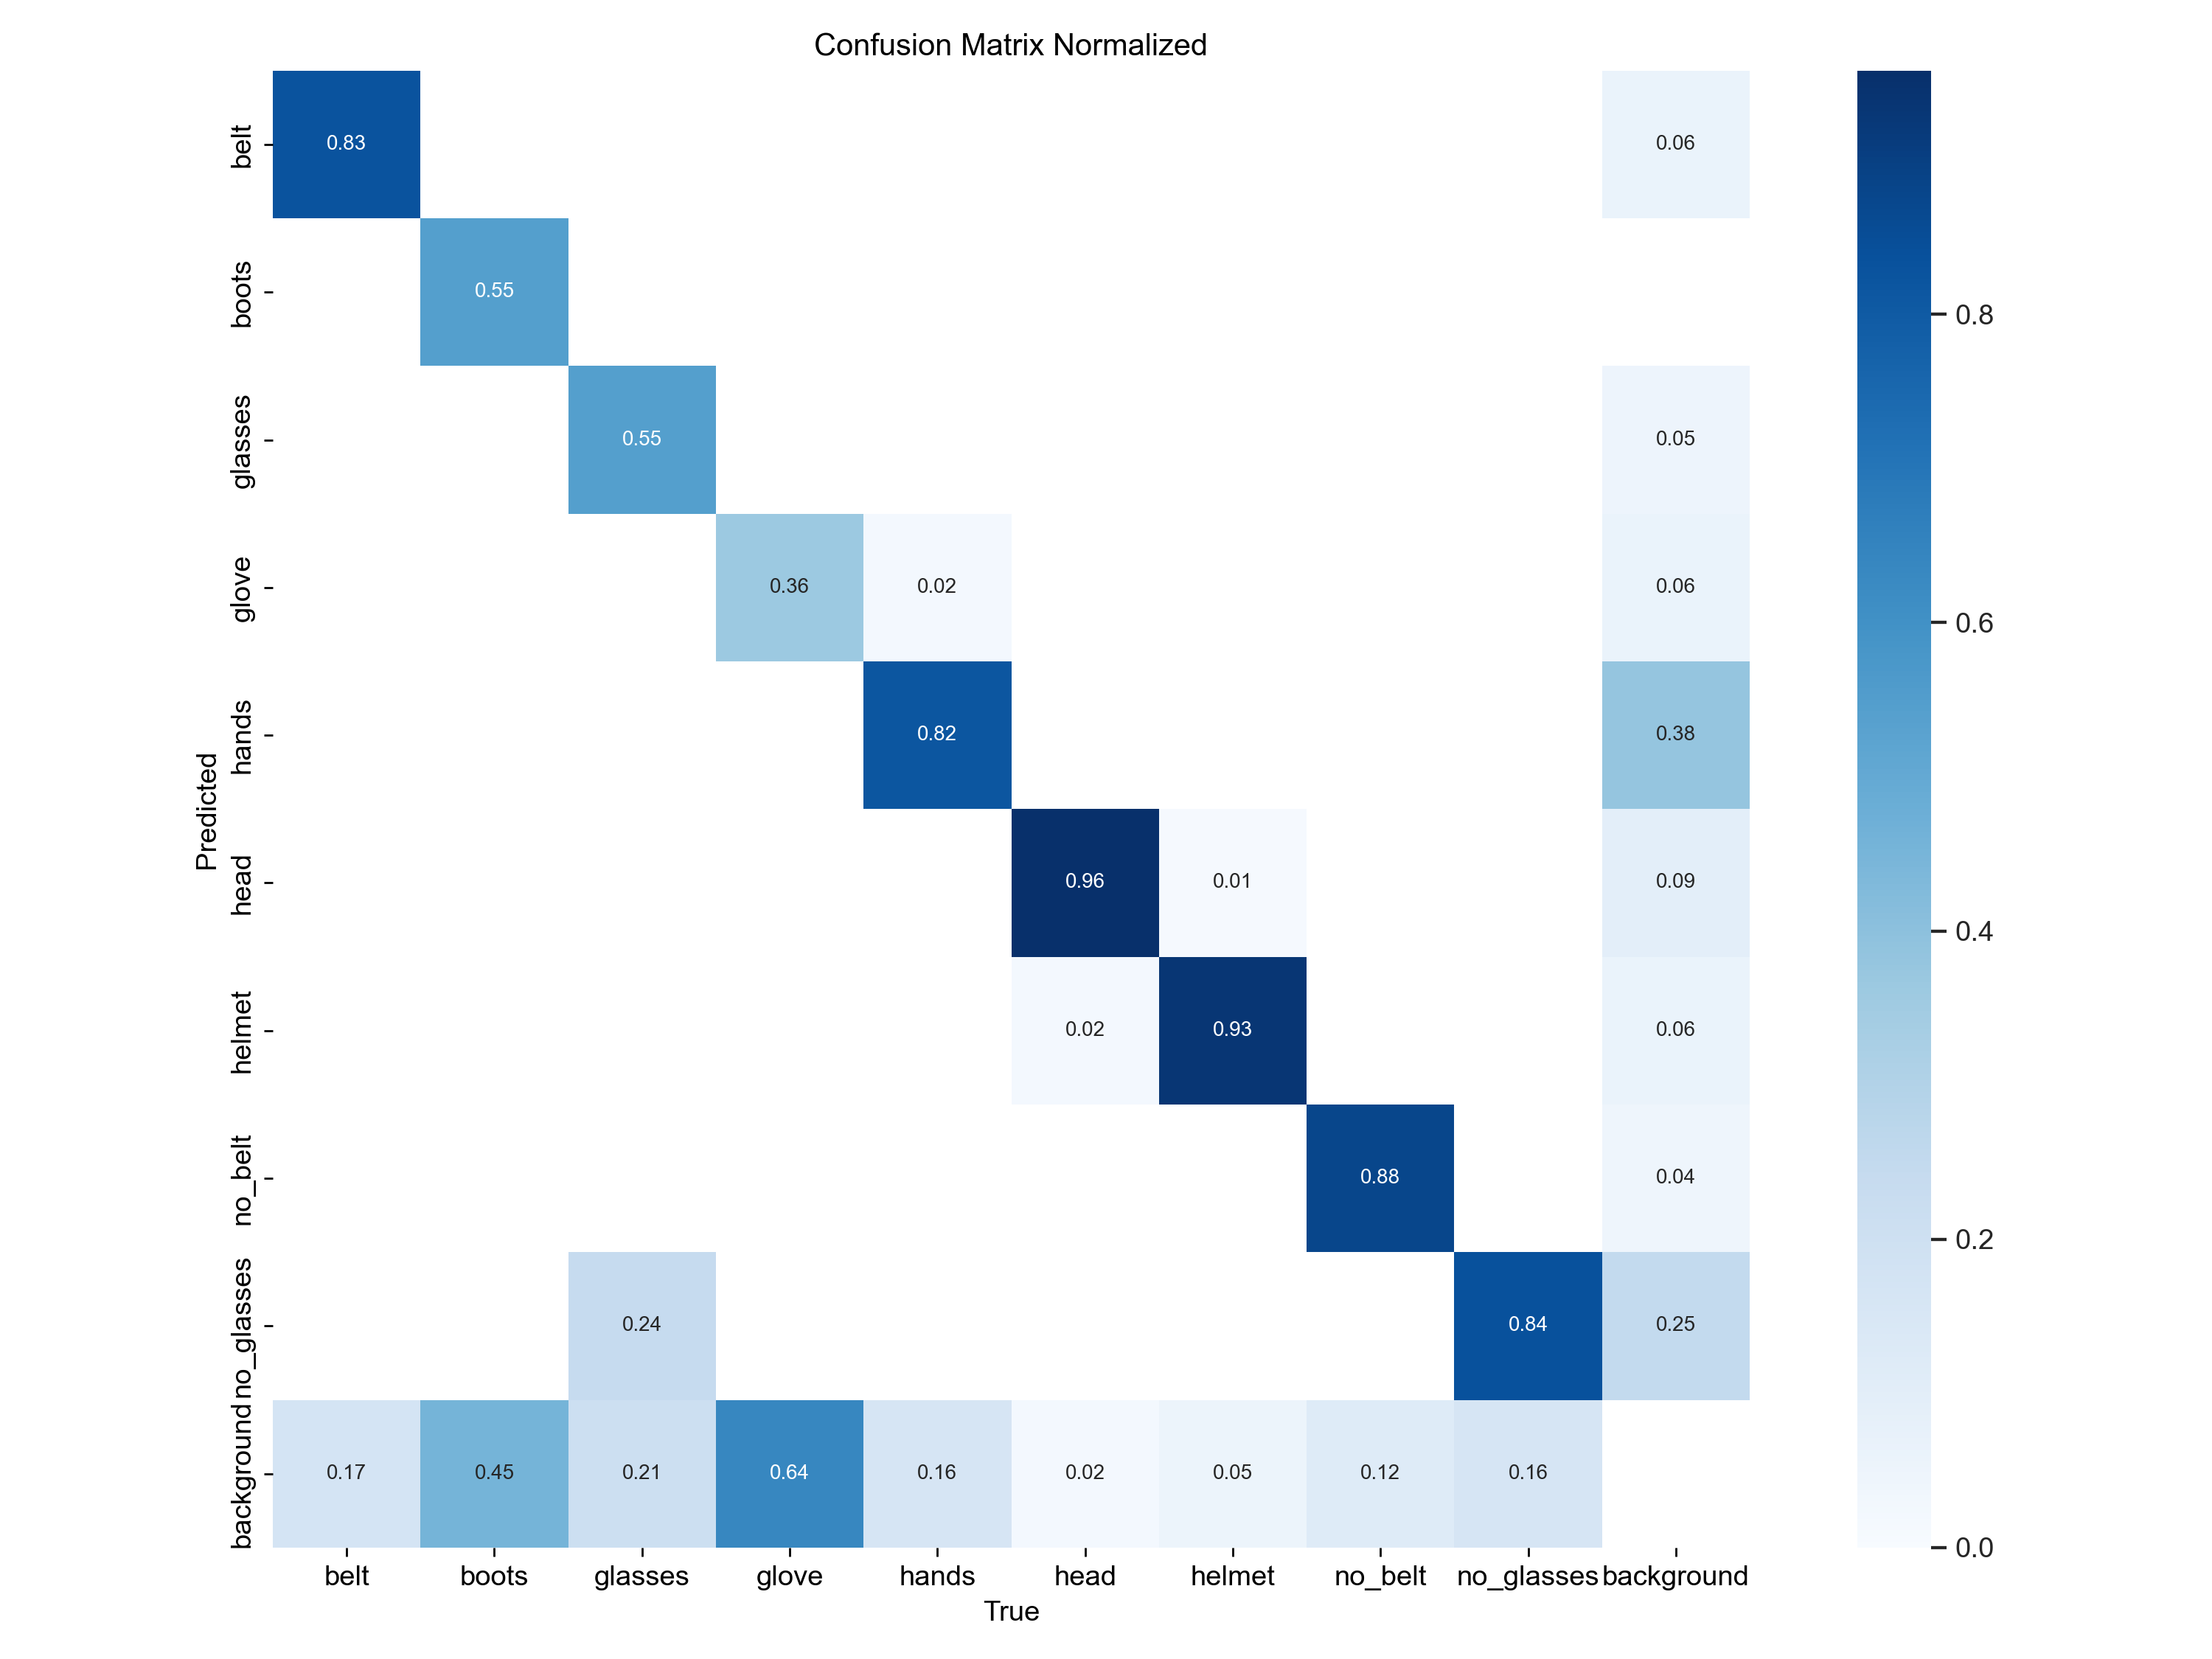 Confusion Matrix Normalized
belt
0.83
0.06
boots
0.55
glasses
0.55
0.05
glove
0.36
0.02
0.06
hands
0.82
0.38
head
0.96
0.01
0.09
helmet
0.02
0.93
0.06
no_belt
0.88
0.04
no_glasses
0.24
0.84
0.25
background
0.17
0.45
0.21
0.64
0.16
0.02
0.05
0.12
0.16
Predicted
belt
boots
glasses
glove
hands
head
helmet
no_belt
no_glasses
background
True
0.8
0.6
0.4
0.2
0.0